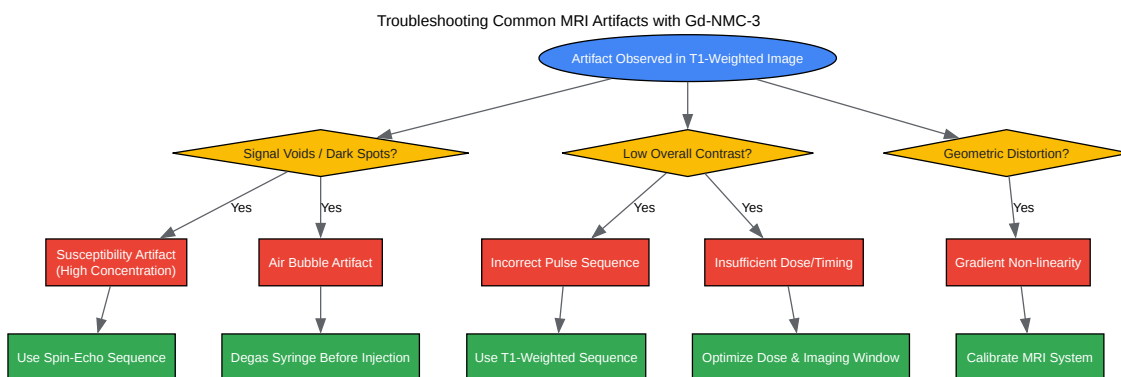 Troubleshooting Common MRI Artifacts with Gd-NMC-3
Artifact Observed in T1-Weighted Image
Signal Voids / Dark Spots?
Low Overall Contrast?
Geometric Distortion?
Yes
Yes
Yes
Yes
Yes
Susceptibility Artifact
(High Concentration)
Air Bubble Artifact
Incorrect Pulse Sequence
Insufficient Dose/Timing
Gradient Non-linearity
Use Spin-Echo Sequence
Degas Syringe Before Injection
Use T1-Weighted Sequence
Optimize Dose & Imaging Window
Calibrate MRI System